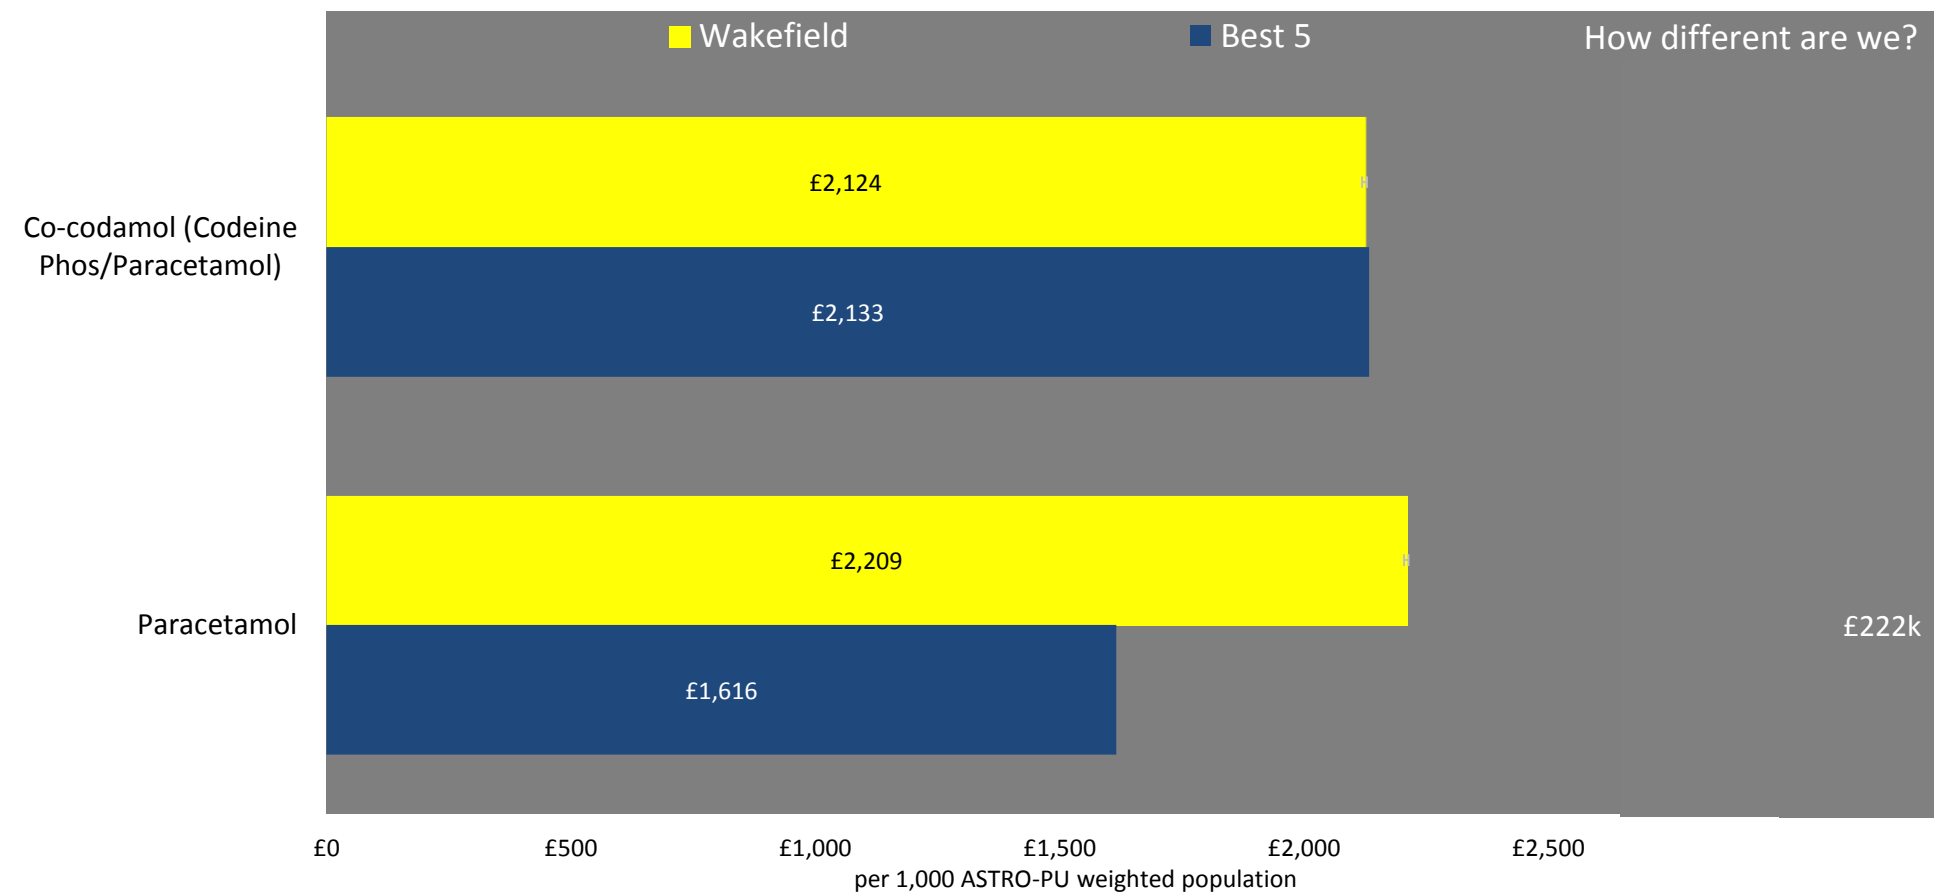 Wakefield
Best 5
How different are we?
Co-codamol (Codeine
Phos/Paracetamol)
£2,124
£2,133
Paracetamol
£2,209
£1,616
£222k
£0
£500
£1,000
£1,500
£2,000
£2,500
per 1,000 ASTRO-PU weighted population